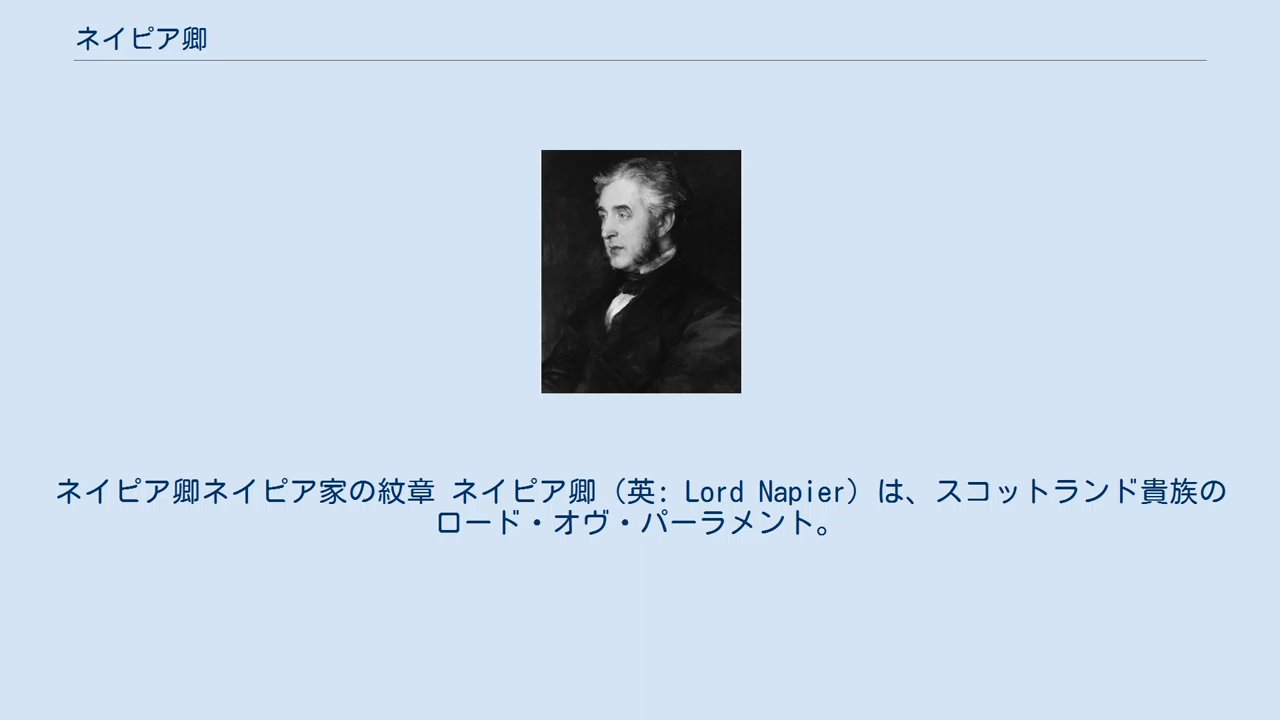 ネイピア卿
ネイピア卿ネイピア家の紋章 ネイピア卿（英: Lord Napier）は、スコットランド貴族の
ロード・オヴ・パーラメント。